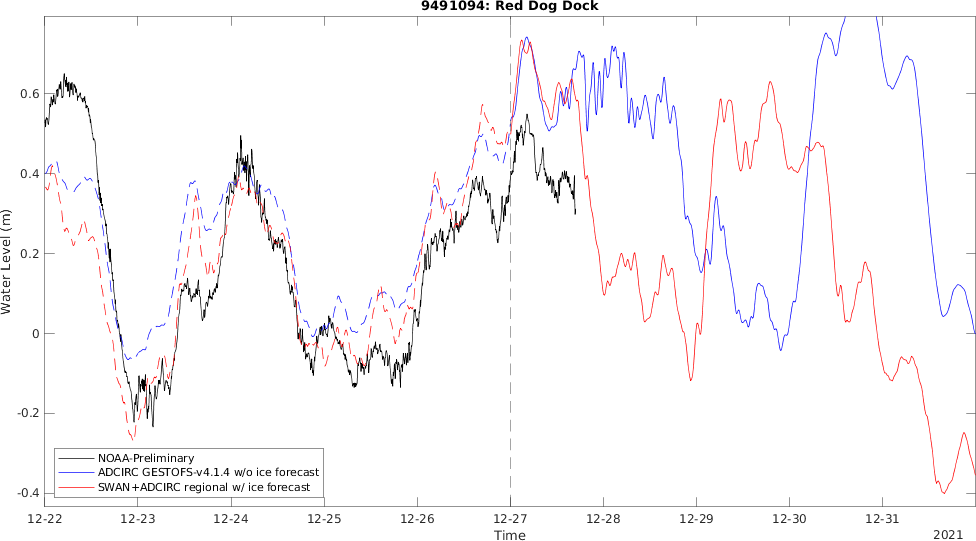 9491094: Red Dog Dock
Water Level (m)
0.6
0.4
0.2
0
-0.2
-0.4
NOAA-Preliminary
ADCIRC GESTOFS-v4.1.4 w/o ice forecast
SWAN+ADCIRC regional w/ ice forecast
12-22 12-23 12-24 12-25 12-26 12-27 12-28 12-29 12-30 12-31
Time
2021